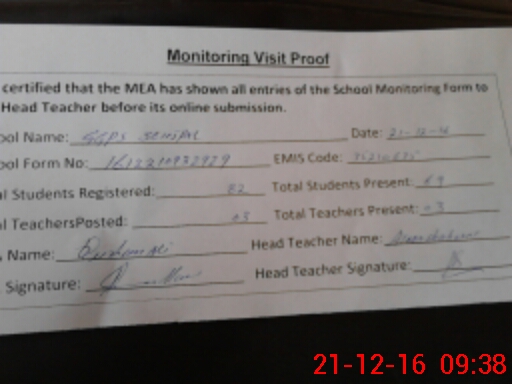 Monitoring Visit Proof
certified that the MEA has shown all entries of the School Monitoring Form to
Head Teacher before its online submission.
ool Name: GGPS Date: 21-12-16
ool Form No: EMIS Code:
al Students Registered: 82 Total Students Present: 69
al TeachersPosted: 03 Total Teachers Present: 03
Name: Head Teacher Name:
Signature: Head Teacher Signature:
21-12-16 09:38